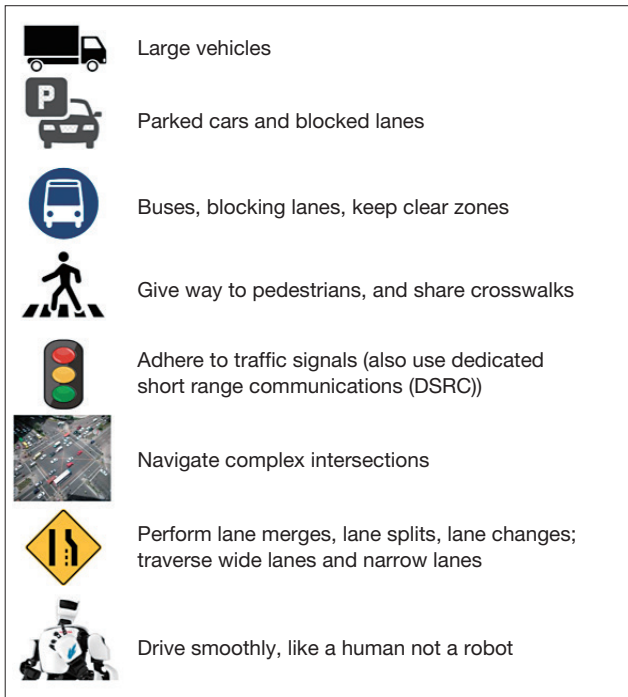 Large vehicles
P
Parked cars and blocked lanes
Buses, blocking lanes, keep clear zones
Give way to pedestrians, and share crosswalks
Adhere to traffic signals (also use dedicated
short range communications (DSRC))
Navigate complex intersections
Perform lane merges, lane splits, lane changes;
traverse wide lanes and narrow lanes
Drive smoothly, like a human not a robot